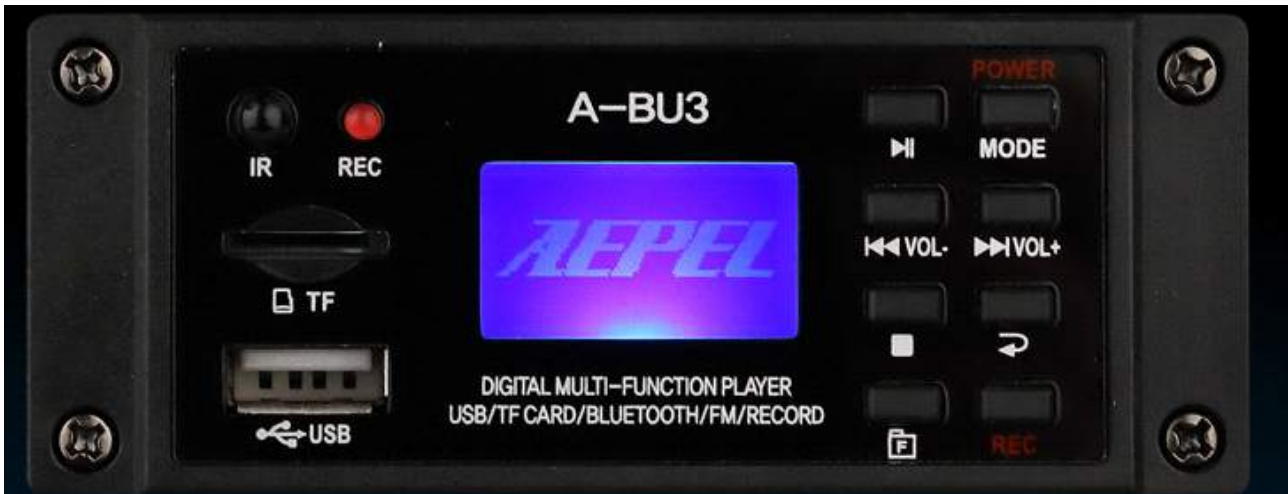 POWER
A-BU3
IR
REC
MODE
VOL-
VOL+
AEPEL
TF
DIGITAL MULTI-FUNCTION PLAYER
USB/TF CARD/BLUETOOTH/FM/RECORD
USB
F
REC